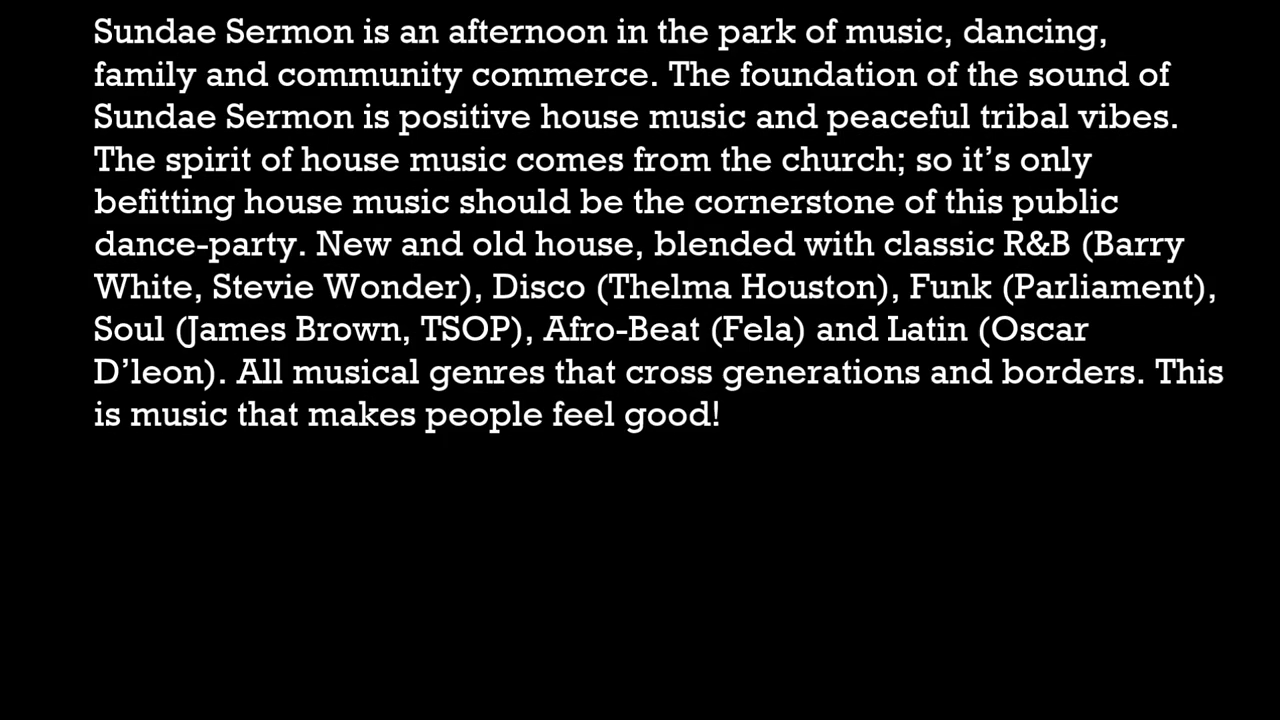 Sundae Sermon is an afternoon in the park of music, dancing,
family and community commerce. The foundation of the sound of
Sundae Sermon is positive house music and peaceful tribal vibes.
The spirit of house music comes from the church; so it’s only
befitting house music should be the cornerstone of this public
dance-party. New and old house, blended with classic R&B (Barry
White, Stevie Wonder), Disco (Thelma Houston), Funk (Parliament),
Soul (James Brown, TSOP), Afro-Beat (Fela) and Latin (Oscar
D’leon). All musical genres that cross generations and borders. This
is music that makes people feel good!